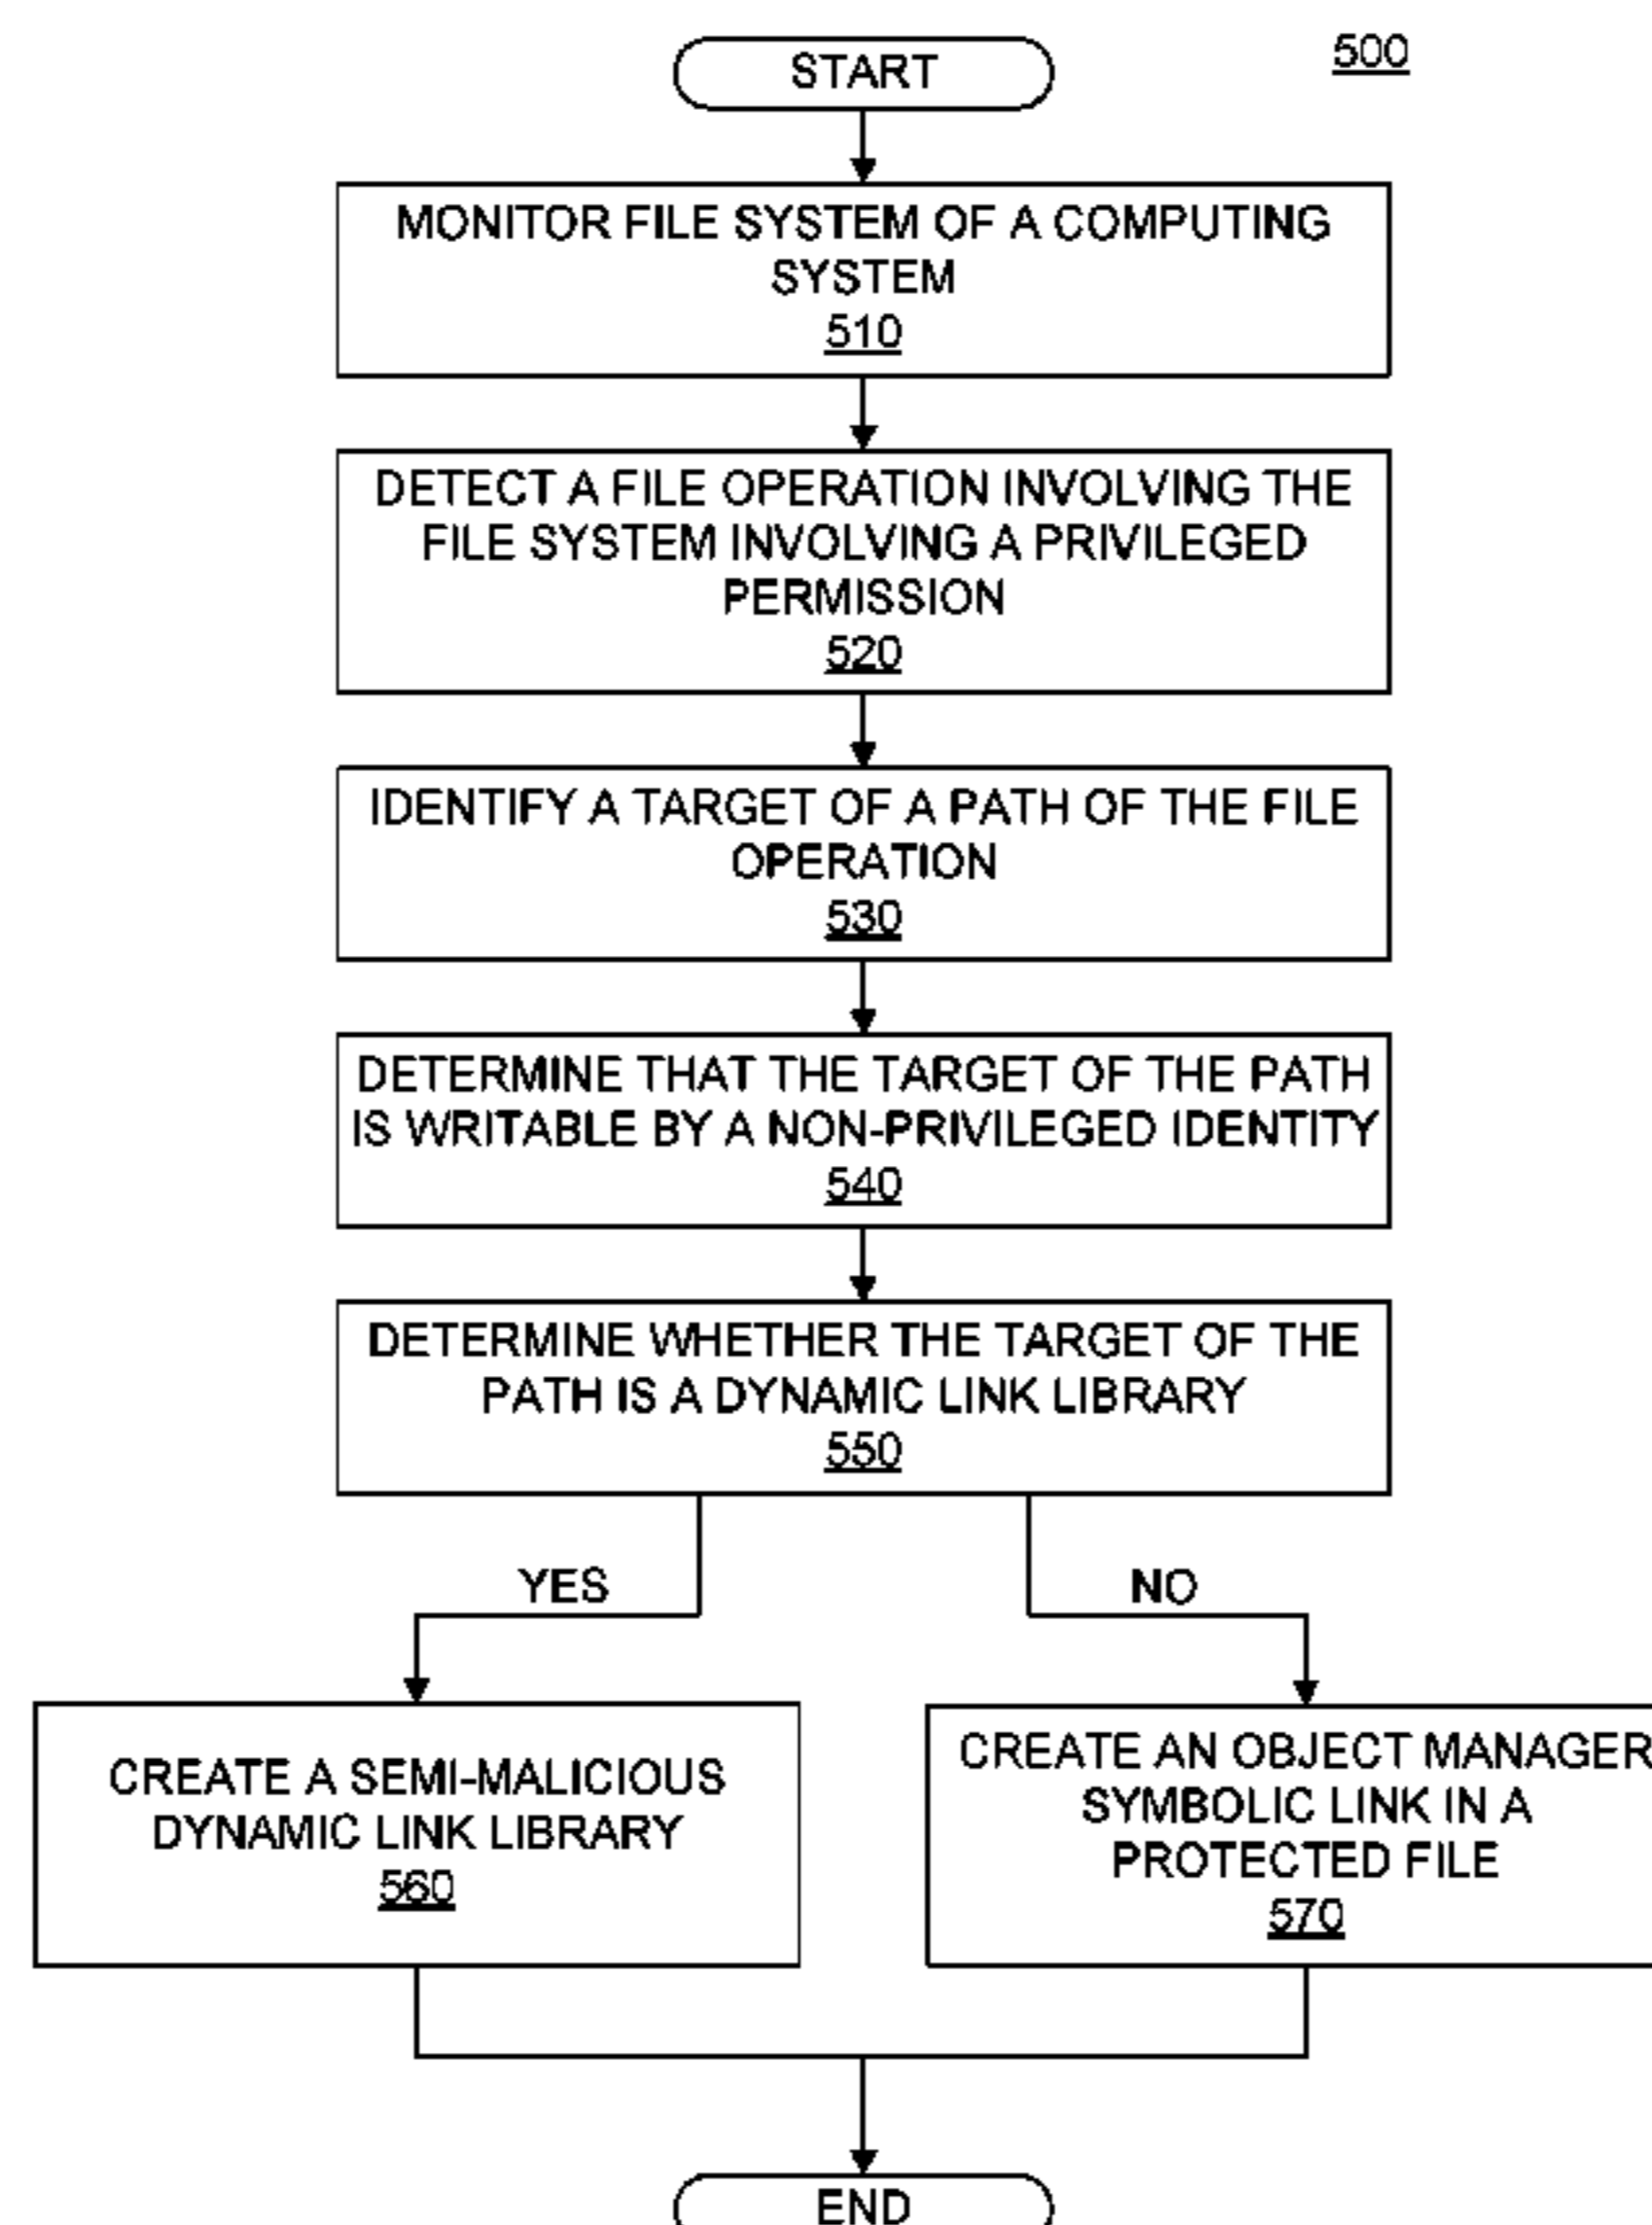 START
500
MONITOR FILE SYSTEM OF A COMPUTING
SYSTEM
510
DETECT A FILE OPERATION INVOLVING THE
FILE SYSTEM INVOLVING A PRIVILEGED
PERMISSION
520
IDENTIFY A TARGET OF A PATH OF THE FILE
OPERATION
530
DETERMINE THAT THE TARGET OF THE PATH
IS WRITABLE BY A NON-PRIVILEGED IDENTITY
540
DETERMINE WHETHER THE TARGET OF THE
PATH IS A DYNAMIC LINK LIBRARY
550
YES
NO
CREATE A SEMI-MALICIOUS
DYNAMIC LINK LIBRARY
560
CREATE AN OBJECT MANAGER
SYMBOLIC LINK IN A
PROTECTED FILE
570
END